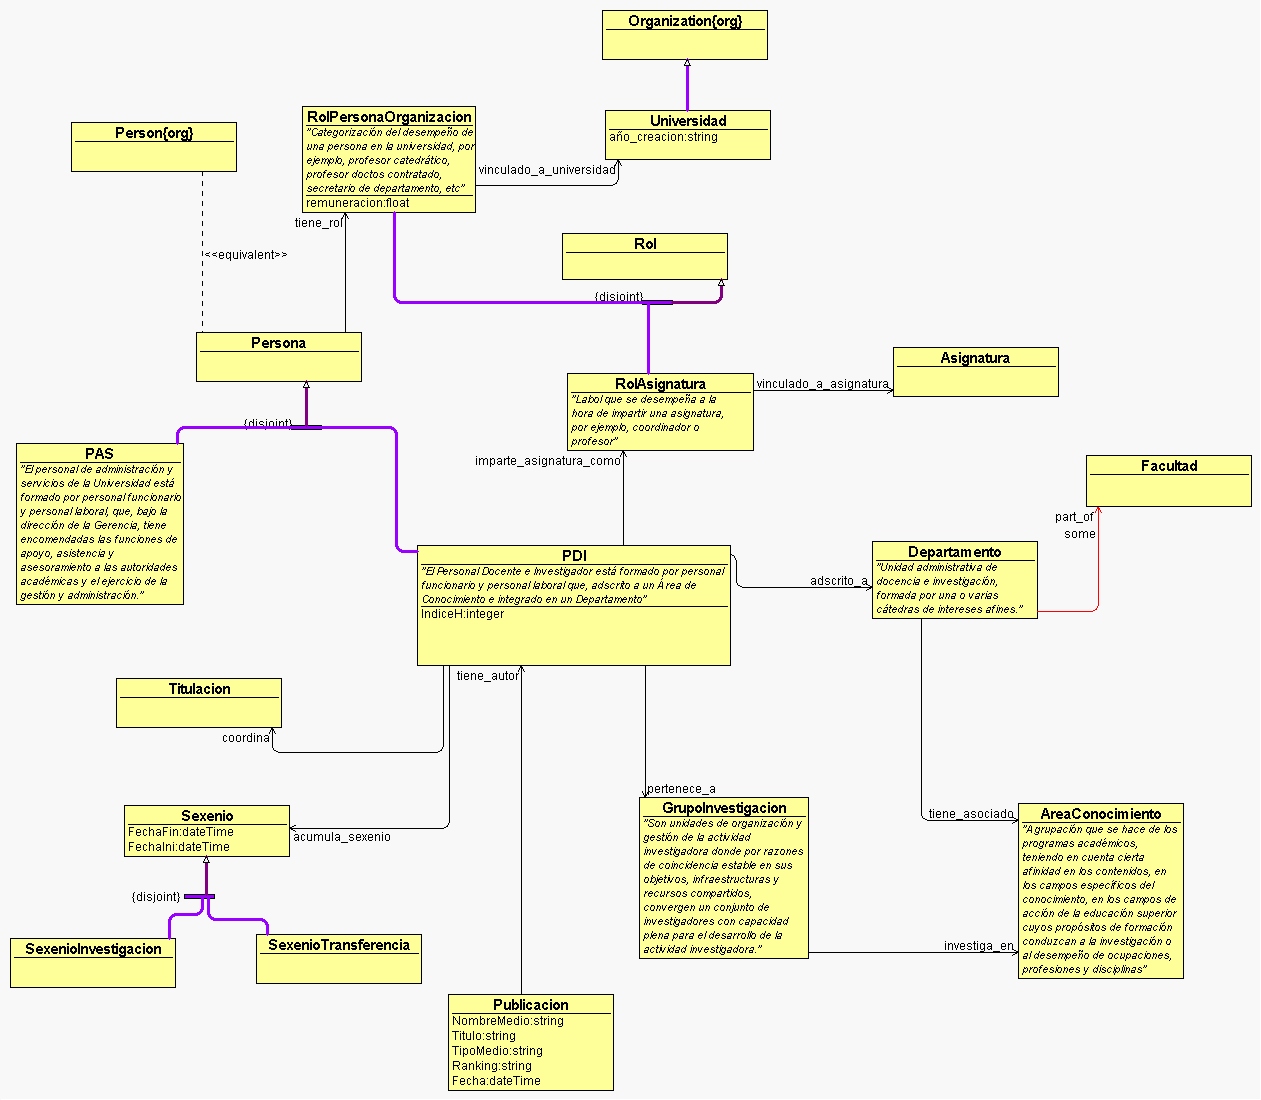 Organization{org}
Universidad
año_creacion:string
Person{org}
RolPersonaOrganizacion
"Categorización del desempeño de
una persona en la universidad, por
ejemplo, profesor catedrático,
profesor doctos contratado,
secretario de departamento, etc"
remuneracion:float
vinculado_a_universidad
tiene_rol
<<equivalent>>
Rol
{disjoint}
Persona
{disjoint}
RolAsignatura
"Labol que se desempeña a la
hora de impartir una asignatura,
por ejemplo, coordinador o
profesor"
vinculado_a_asignatura
Asignatura
imparte_asignatura_como
PAS
"El personal de administración y
servicios de la Universidad está
formado por personal funcionario
y personal laboral, que, bajo la
dirección de la Gerencia, tiene
encomendadas las funciones de
apoyo, asistencia y
asesoramiento a las autoridades
académicas y el ejercicio de la
gestión y administración."
Facultad
part_of
some
PDI
"El Personal Docente e Investigador está formado por personal
funcionario y personal laboral que, adscrito a un Área de
Conocimiento e integrado en un Departamento"
IndiceH:integer
adscrito_a
Departamento
"Unidad administrativa de
docencia e investigación,
formada por una o varias
cátedras de intereses afines."
tiene_autor
Titulacion
coordina
pertenece_a
Sexenio
FechaFin:dateTime
FechaIni:dateTime
acumula_sexenio
{disjoint}
SexenioInvestigacion
SexenioTransferencia
GrupoInvestigacion
"Son unidades de organización y
gestión de la actividad
investigadora donde por razones
de coincidencia estable en sus
objetivos, infraestructuras y
recursos compartidos,
convergen un conjunto de
investigadores con capacidad
plena para el desarrollo de la
actividad investigadora."
tiene_asociado
investiga_en
AreaConocimiento
"Agrupación que se hace de los
programas académicos,
teniendo en cuenta cierta
afinidad en los contenidos, en
los campos específicos del
conocimiento, en los campos de
acción de la educación superior
cuyos propósitos de formación
conduzcan a la investigación o
al desempeño de ocupaciones,
profesiones y disciplinas"
Publicacion
NombreMedio:string
Titulo:string
TipoMedio:string
Ranking:string
Fecha:dateTime